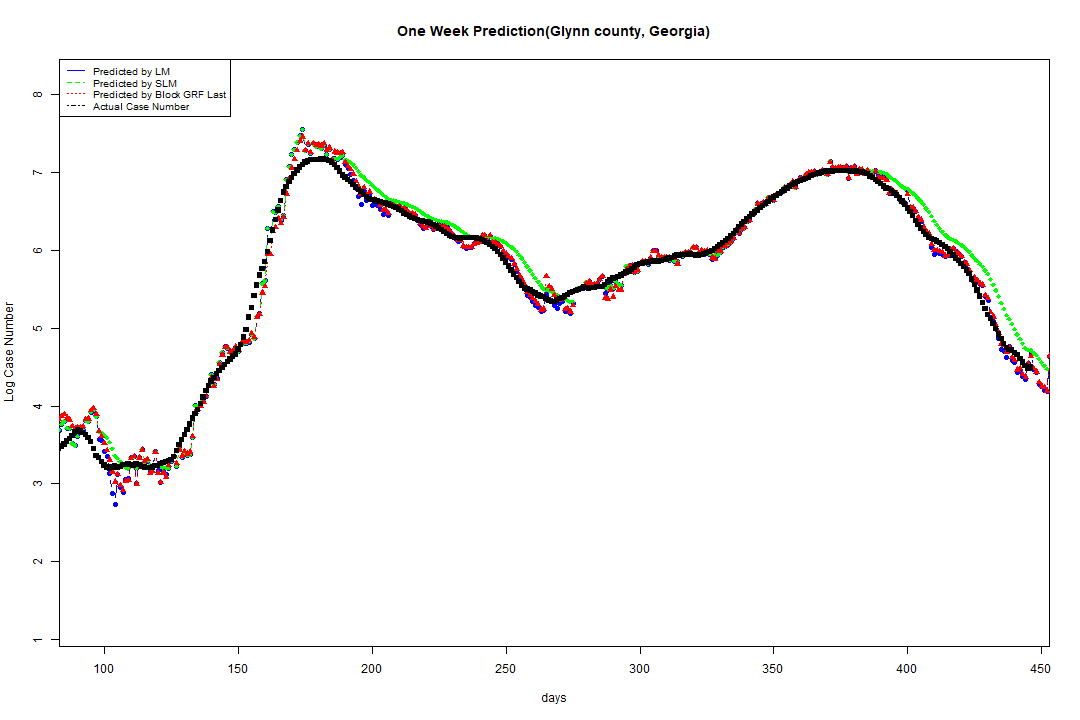 One Week Prediction(Glynn county, Georgia)
Predicted by LM
Predicted by SLM
Predicted by Block GRF Last
Actual Case Number
8
7
6
5
4
3
2
1
Log Case Number
100 150 200 250 300 350 400 450
days